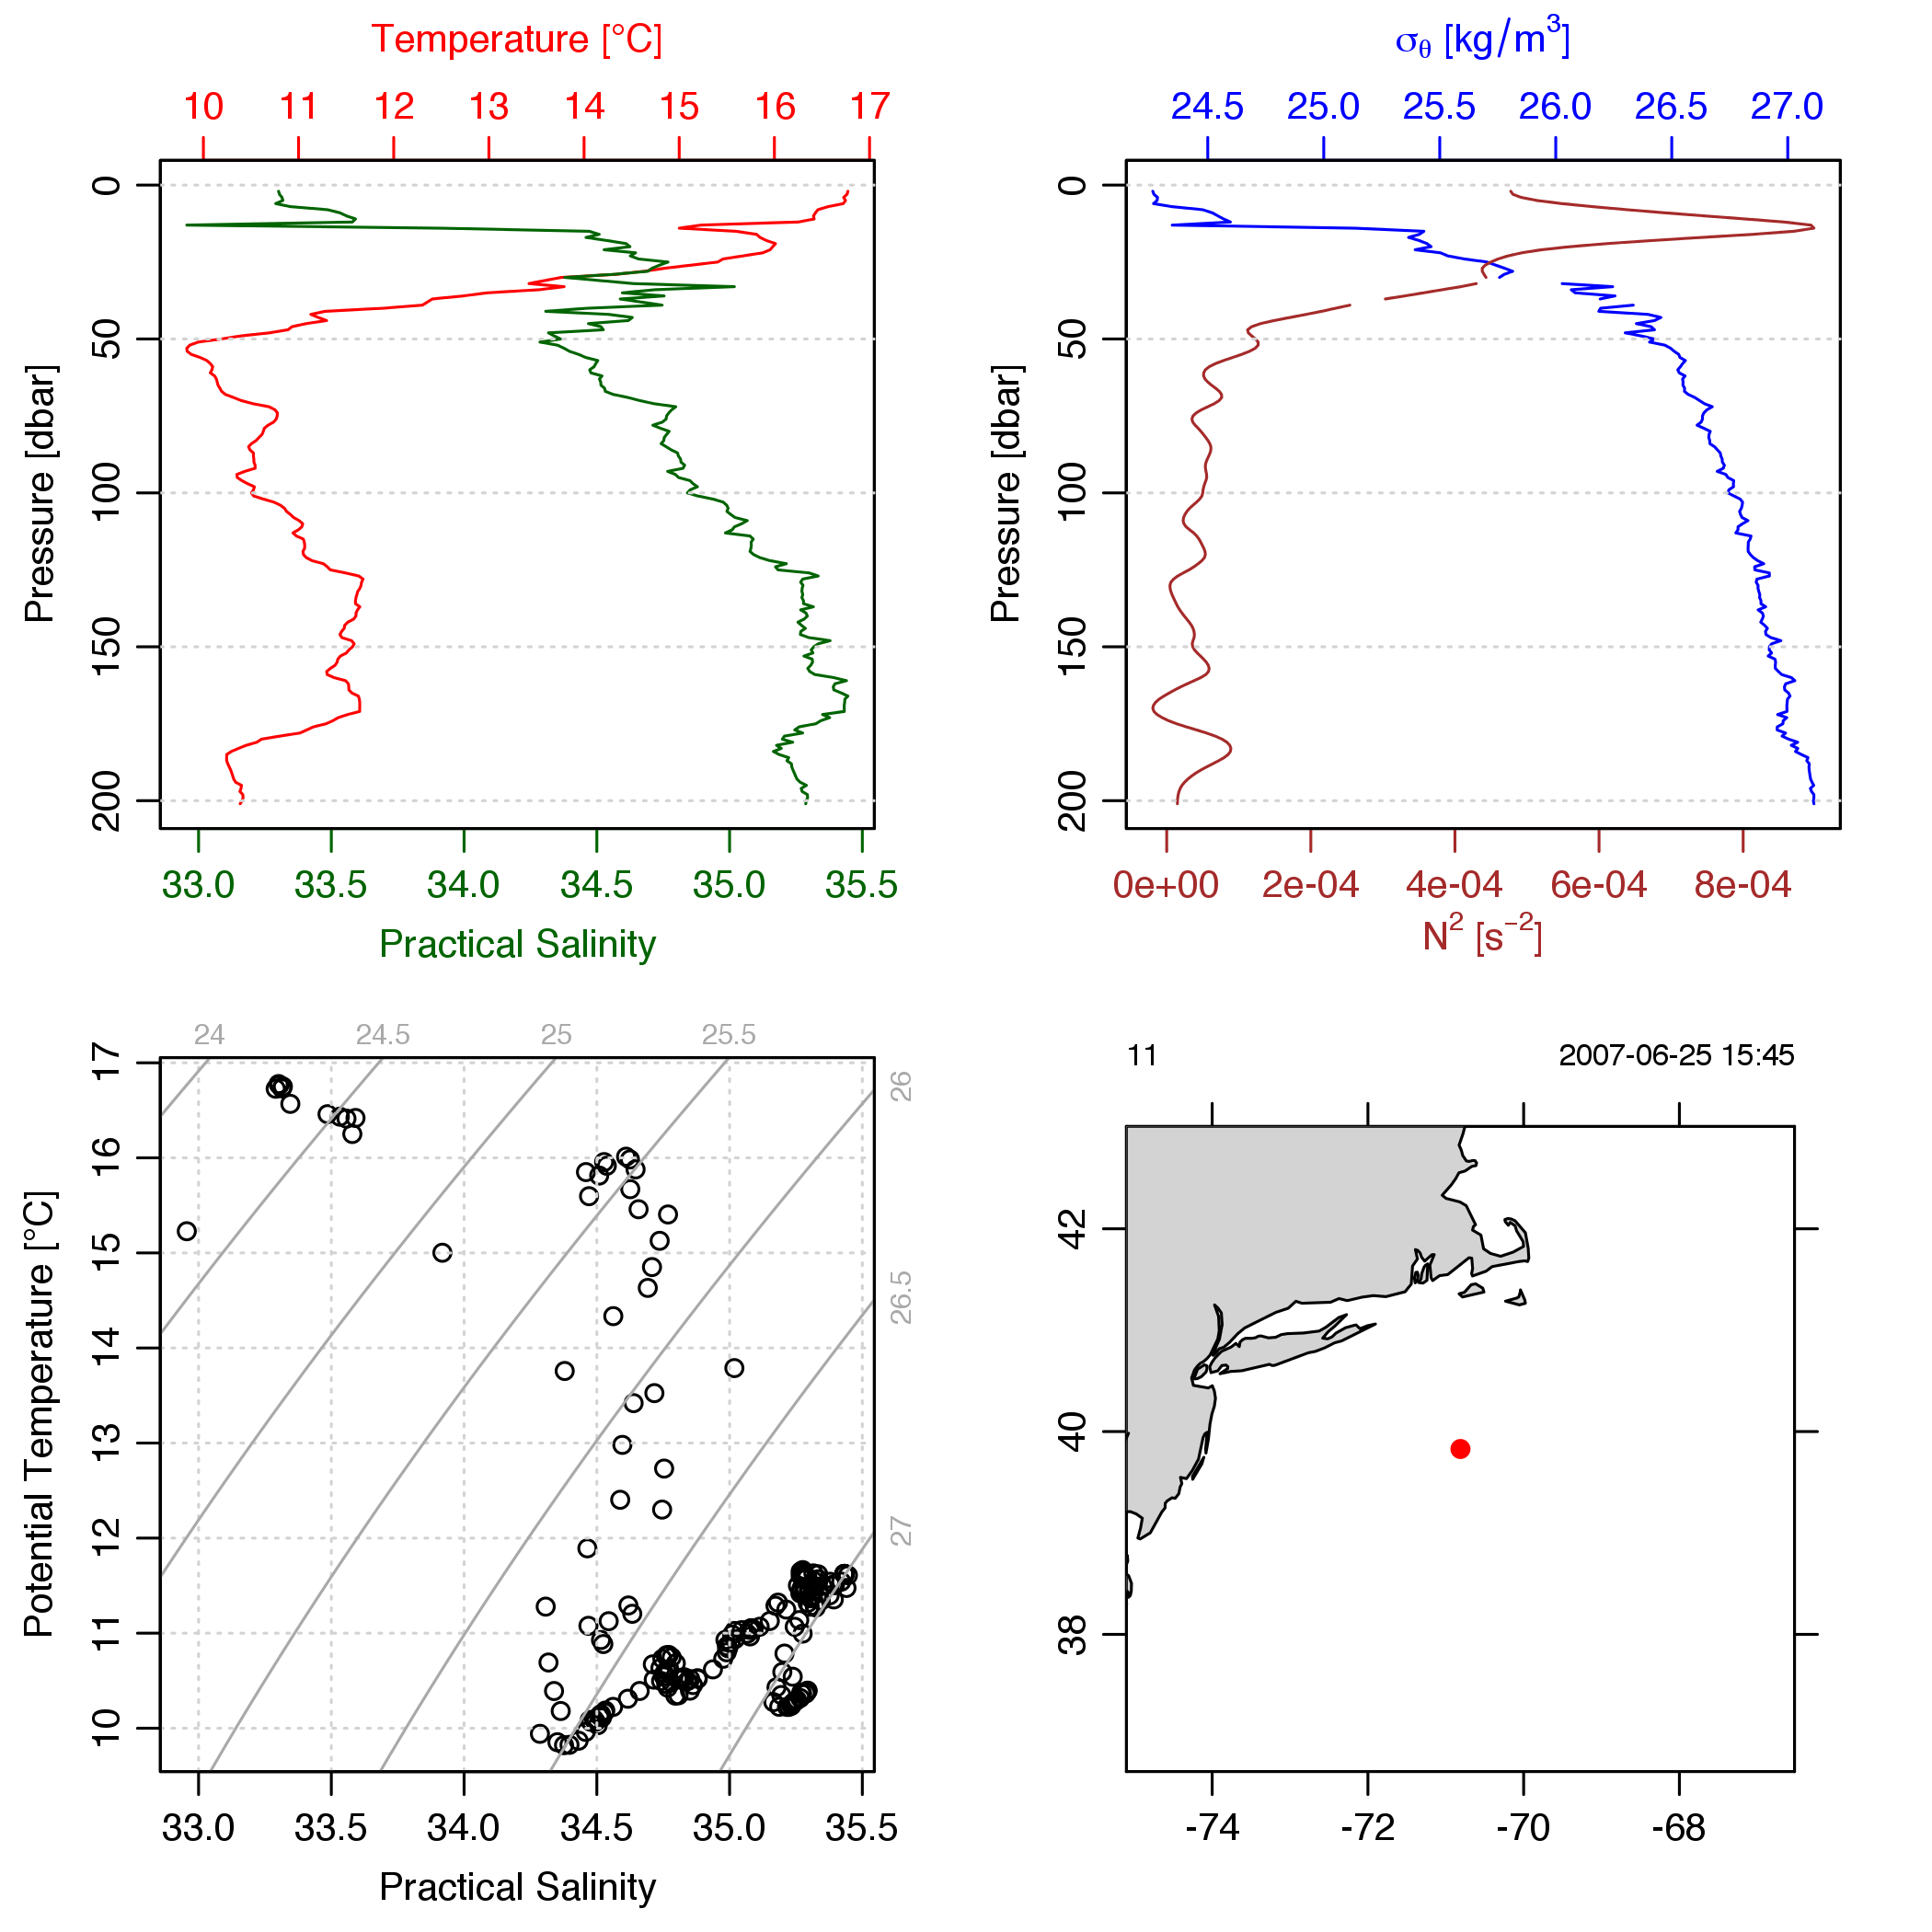 Temperature [°C]
10 11 12 13 14 15 16 17
0
50
100
150
200
Pressure [dbar]
33.0 33.5 34.0 34.5 35.0 35.5
Practical Salinity
σθ [kg/m³]
24.5 25.0 25.5 26.0 26.5 27.0
0
50
100
150
200
Pressure [dbar]
0e+00 2e-04 4e-04 6e-04 8e-04
N² [s⁻²]
24 24.5 25 25.5
26
26.5
27
17
16
15
14
13
12
11
10
Potential Temperature [°C]
33.0 33.5 34.0 34.5 35.0 35.5
Practical Salinity
11 2007-06-25 15:45
42
40
38
-74 -72 -70 -68